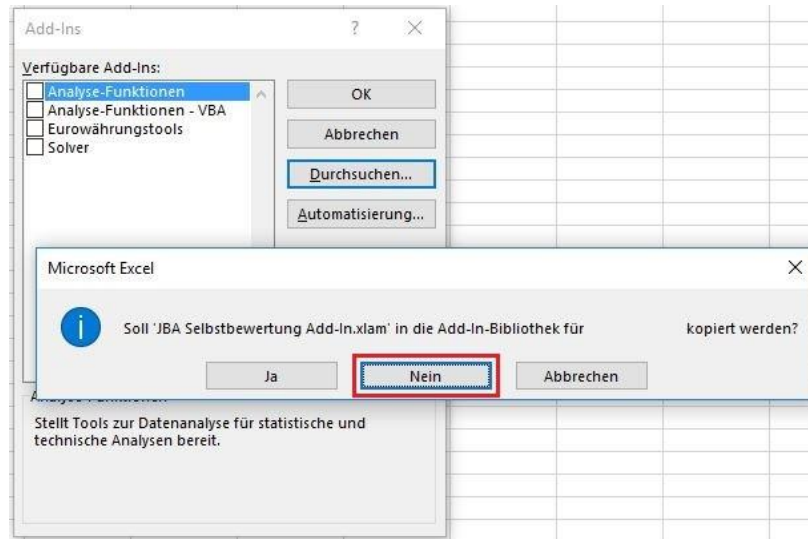 Add-Ins
Verfügbare Add-Ins:
Analyse-Funktionen
Analyse-Funktionen - VBA
Eurowährungstools
Solver
OK
Abbrechen
Durchsuchen...
Automatisierung...
Microsoft Excel
Soll 'JBA Selbstbewertung Add-In.xlam' in die Add-In-Bibliothek für kopiert werden?
Ja
Nein
Abbrechen
Stellt Tools zur Datenanalyse für statistische und
technische Analysen bereit.